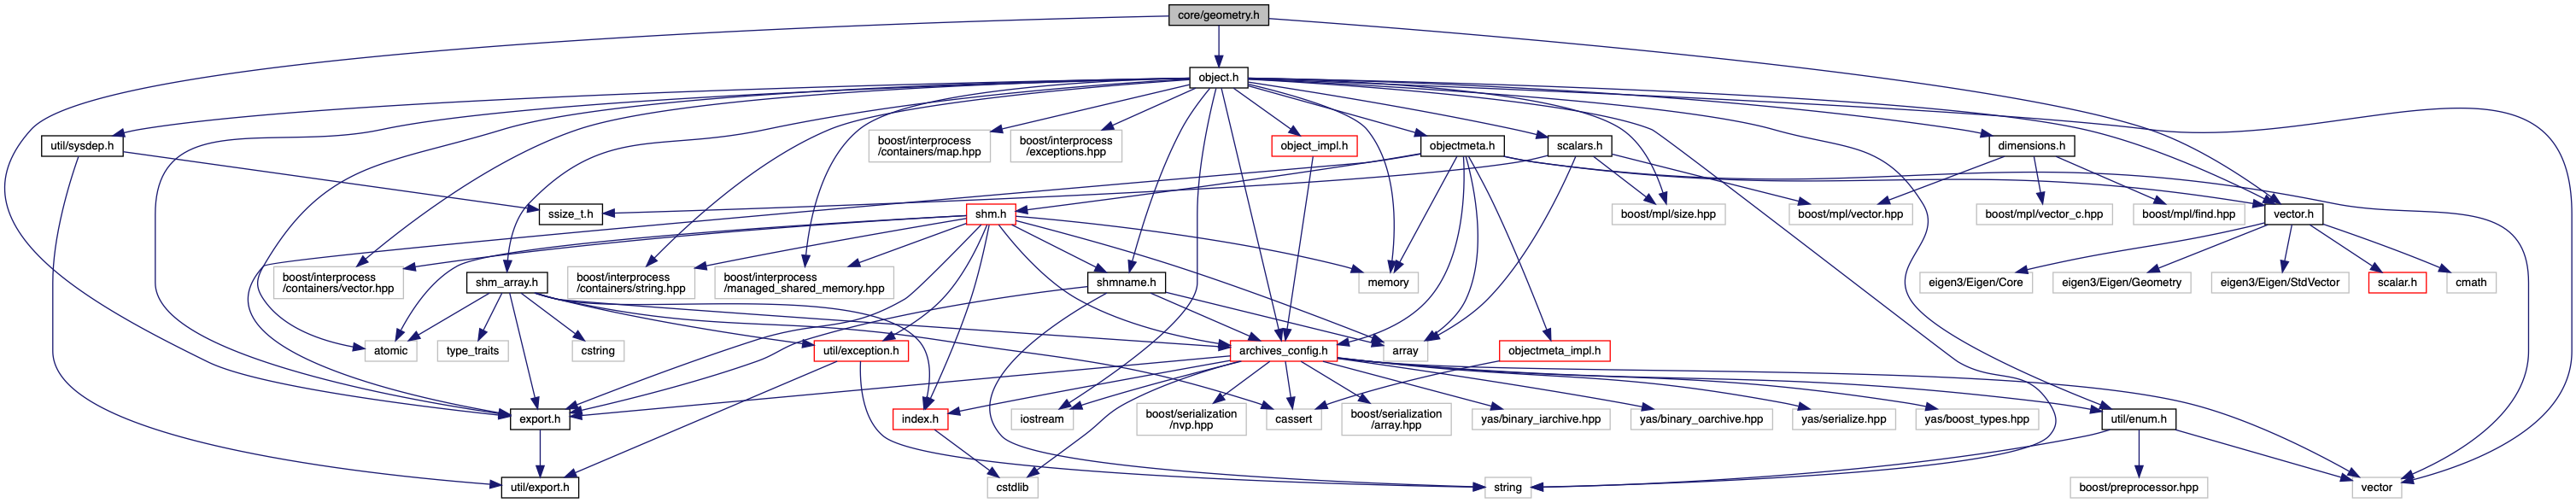 core/geometry.h
object.h
util/sysdep.h
boost/interprocess
/containers/map.hpp
boost/interprocess
/exceptions.hpp
object_impl.h
objectmeta.h
scalars.h
dimensions.h
ssize_t.h
shm.h
boost/mpl/size.hpp
boost/mpl/vector.hpp
boost/mpl/vector_c.hpp
boost/mpl/find.hpp
vector.h
boost/interprocess
/containers/vector.hpp
shm_array.h
boost/interprocess
/containers/string.hpp
boost/interprocess
/managed_shared_memory.hpp
shmname.h
memory
eigen3/Eigen/Core
eigen3/Eigen/Geometry
eigen3/Eigen/StdVector
scalar.h
cmath
atomic
type_traits
cstring
util/exception.h
archives_config.h
array
objectmeta_impl.h
export.h
index.h
iostream
boost/serialization
/nvp.hpp
cassert
boost/serialization
/array.hpp
yas/binary_iarchive.hpp
yas/binary_oarchive.hpp
yas/serialize.hpp
yas/boost_types.hpp
util/enum.h
util/export.h
cstdlib
string
boost/preprocessor.hpp
vector